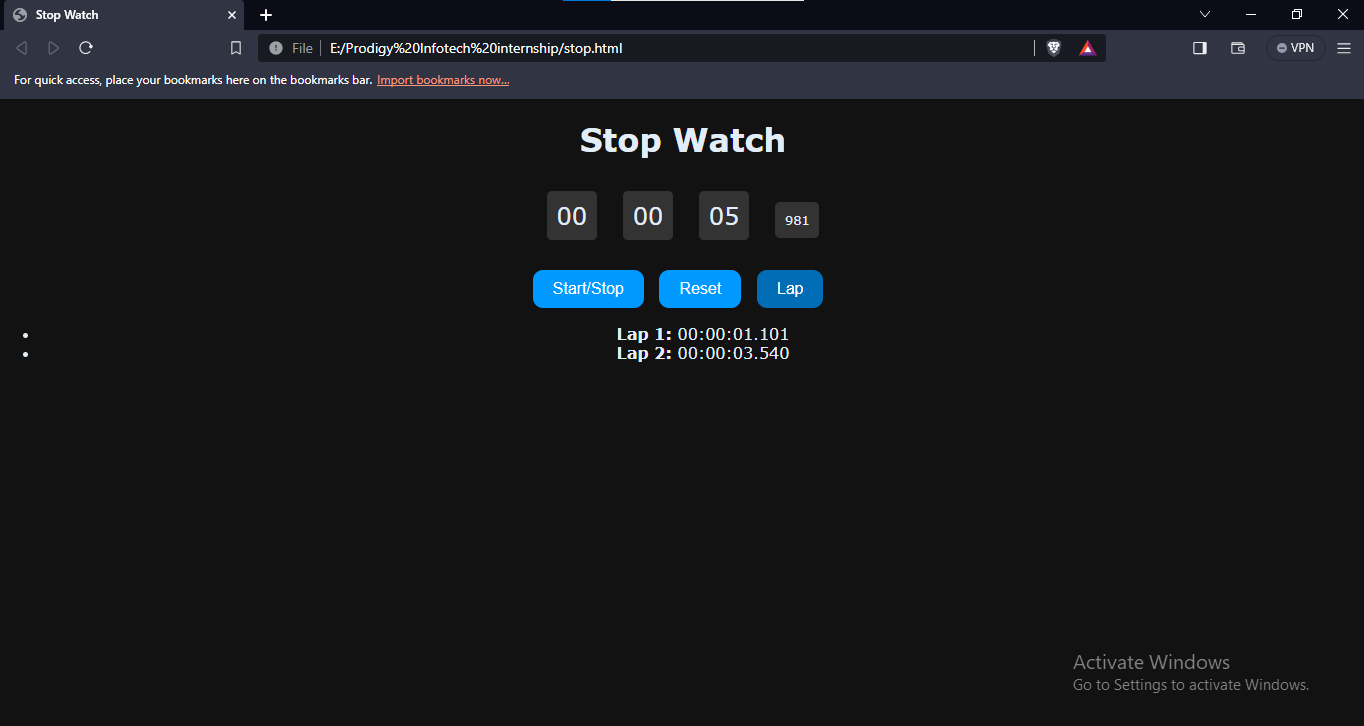 Stop Watch
File E:/Prodigy%20Infotech%20internship/stop.html VPN
For quick access, place your bookmarks here on the bookmarks bar. Import bookmarks now...
Stop Watch
00 00 05 981
Start/Stop Reset Lap
Lap 1: 00:00:01.101
Lap 2: 00:00:03.540
Activate Windows
Go to Settings to activate Windows.